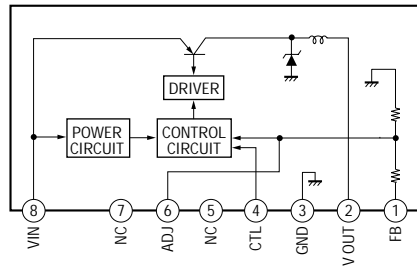 DRIVER
POWER
CIRCUIT
CONTROL
CIRCUIT
8
7
6
5
4
3
2
1
VIN
NC
ADJ
NC
CTL
GND
V OUT
FB